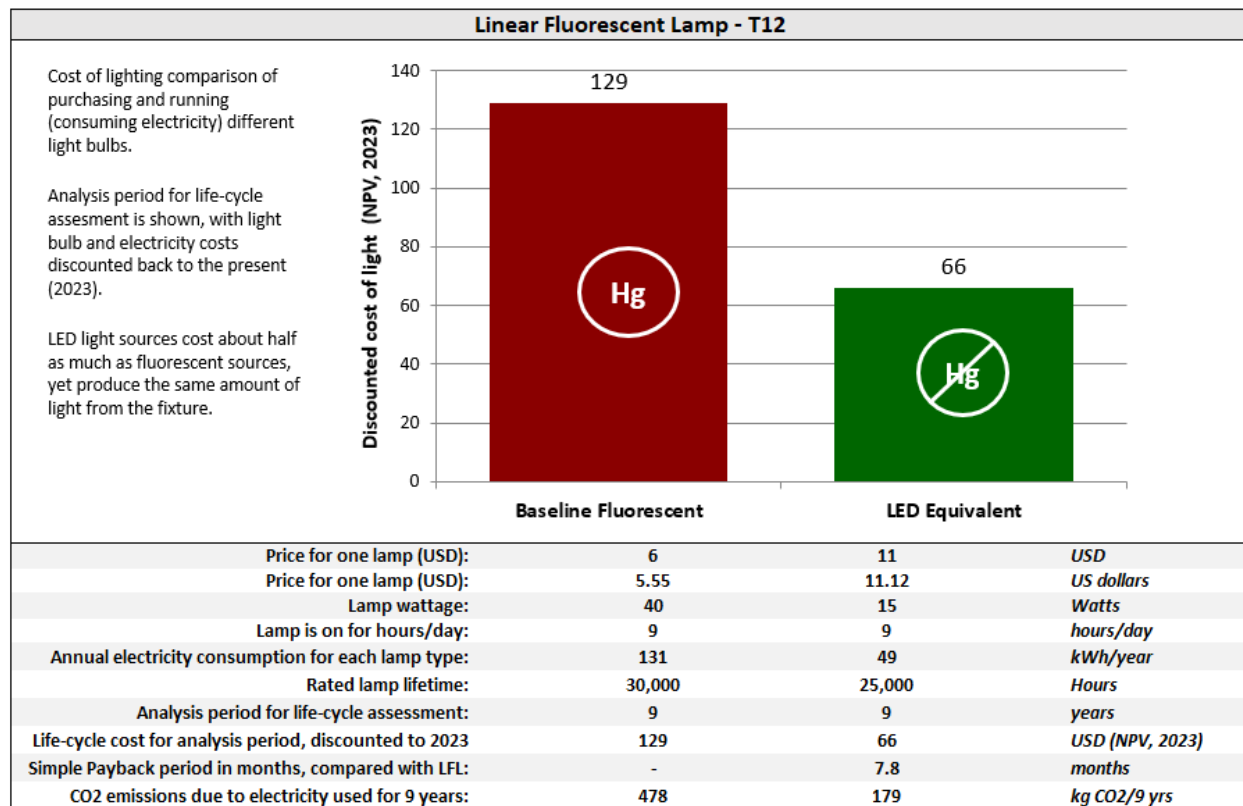 Linear Fluorescent Lamp - T12
Cost of lighting comparison of
purchasing and running
(consuming electricity) different
light bulbs.
Analysis period for life-cycle
assesment is shown, with light
bulb and electricity costs
discounted back to the present
(2023).
LED light sources cost about half
as much as fluorescent sources,
yet produce the same amount of
light from the fixture.
Discounted cost of light (NPV, 2023)
140
120
100
80
60
40
20
0
129
Hg
66
Hg
Baseline Fluorescent LED Equivalent
Price for one lamp (USD): 6 11 USD
Price for one lamp (USD): 5.55 11.12 US dollars
Lamp wattage: 40 15 Watts
Lamp is on for hours/day: 9 9 hours/day
Annual electricity consumption for each lamp type: 131 49 kWh/year
Rated lamp lifetime: 30,000 25,000 Hours
Analysis period for life-cycle assessment: 9 9 years
Life-cycle cost for analysis period, discounted to 2023 129 66 USD (NPV, 2023)
Simple Payback period in months, compared with LFL: - 7.8 months
CO2 emissions due to electricity used for 9 years: 478 179 kg CO2/9 yrs